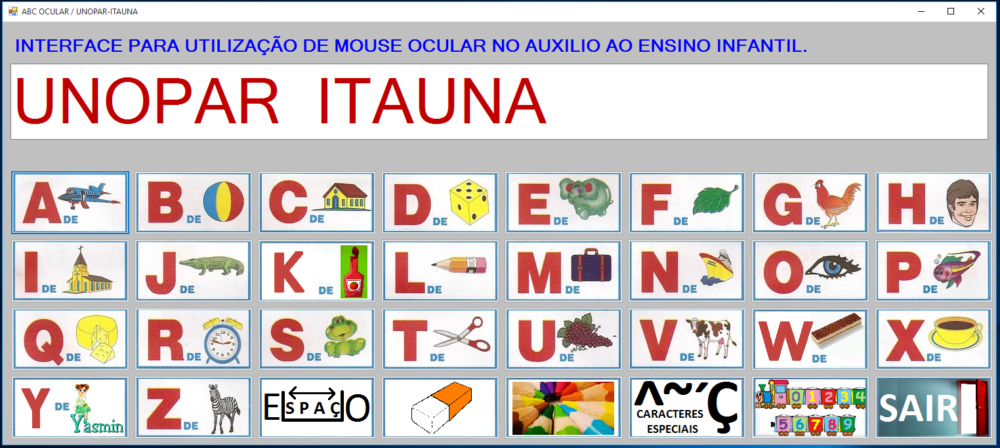 ABC OCULAR / UNOPAR-ITAUNA
INTERFACE PARA UTILIZAÇÃO DE MOUSE OCULAR NO AUXILIO AO ENSINO INFANTIL.
UNOPAR ITAUNA
A DE
B DE
C DE
D DE
E DE
F DE
G DE
H DE
I DE
J DE
K DE
L DE
M DE
N DE
O DE
P DE
Q DE
R DE
S DE
T DE
U DE
V DE
W DE
X DE
Y DE Yasmin
Z DE
ESPAÇO
^~´Ç
CARACTERES
ESPECIAIS
0 1 2 3 4
5 6 7 8 9
SAIR